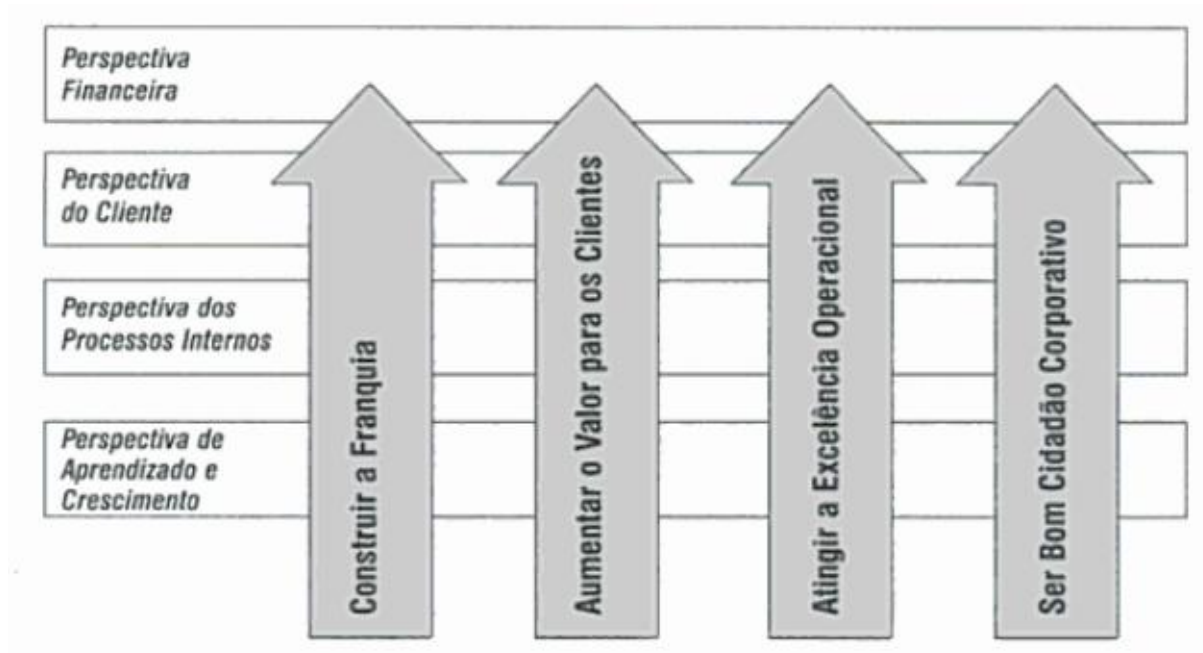 Perspectiva
Financeira
Perspectiva
do Cliente
Perspectiva dos
Processos Internos
Perspectiva de
Aprendizado e
Crescimento
Construir a Franquia
Aumentar o Valor para os Clientes
Atingir a Excelência Operacional
Ser Bom Cidadão Corporativo